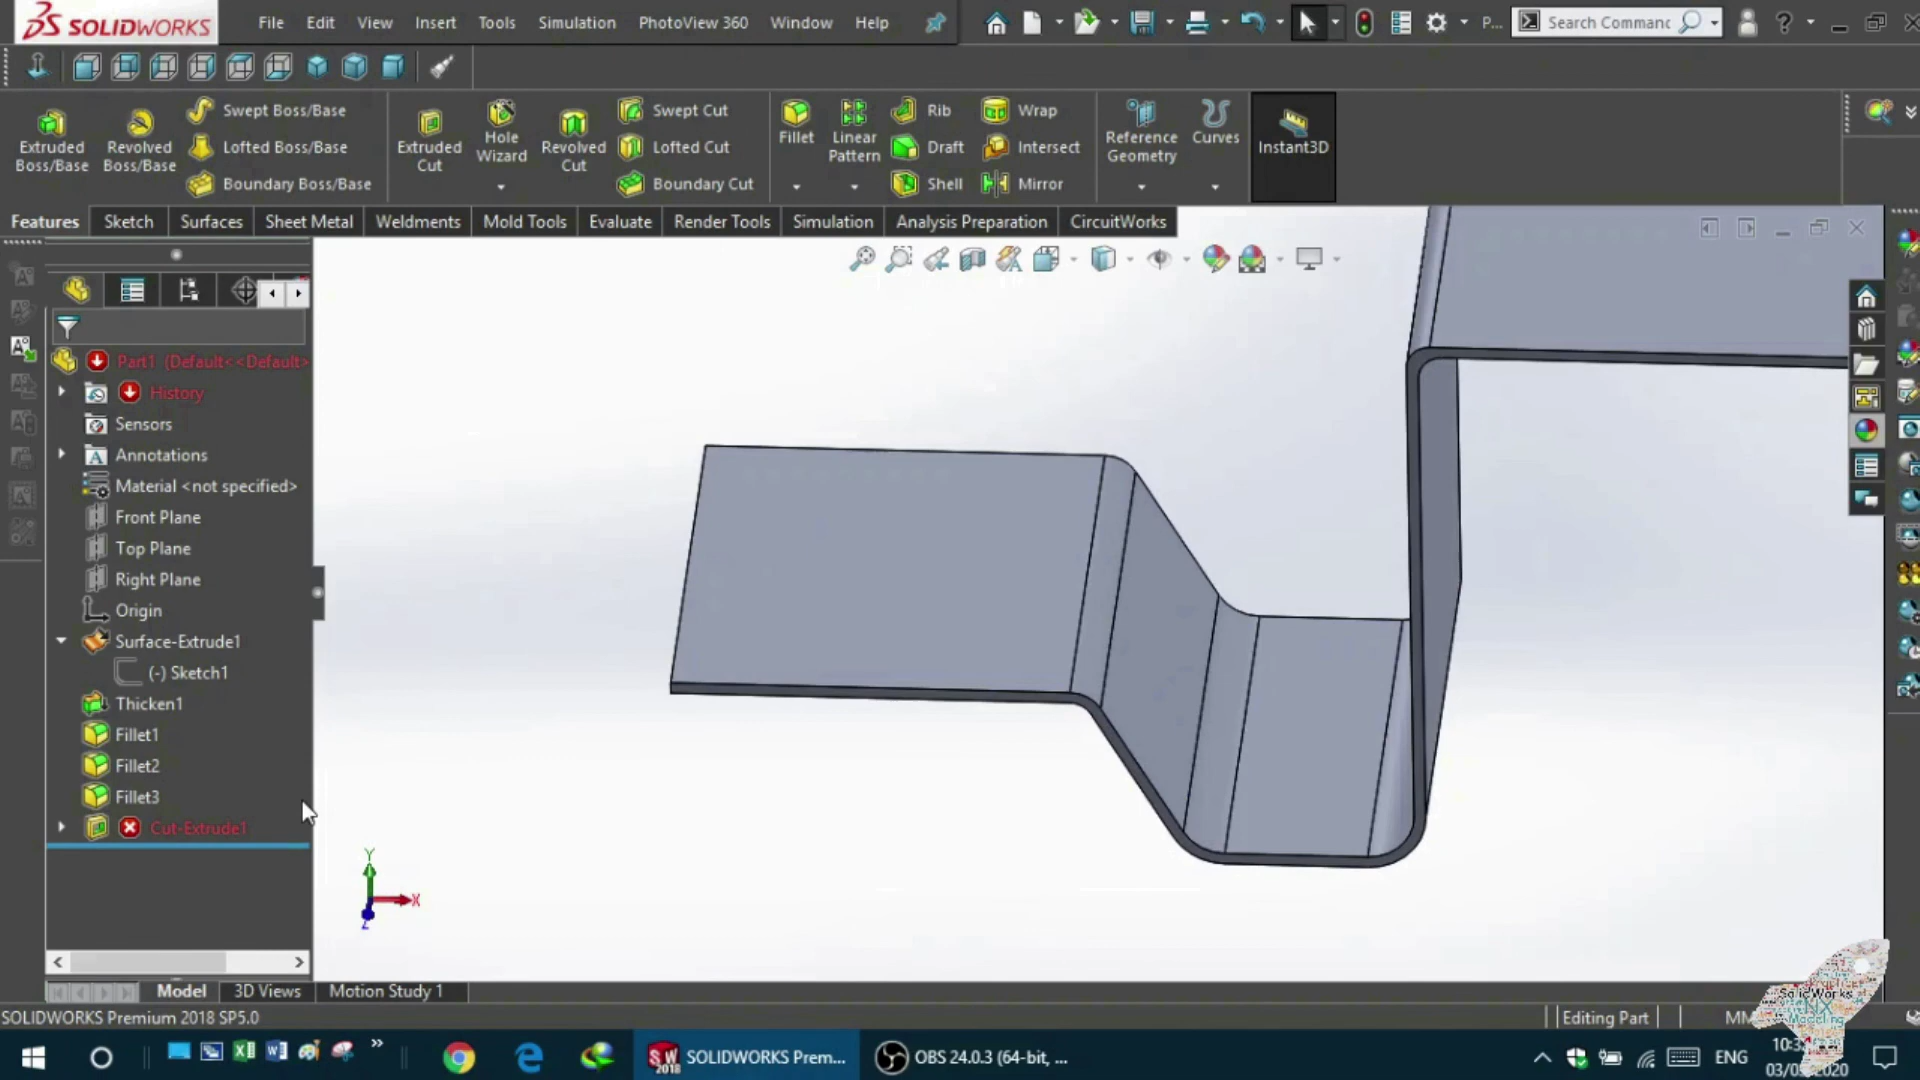 SOLIDWORKS
File
Edit
View
Insert
Tools
Simulation
PhotoView 360
Window
Help
P...
Search Commanc
Extruded
Boss/Base
Revolved
Boss/Base
Swept Boss/Base
Lofted Boss/Base
Boundary Boss/Base
Extruded
Cut
Hole
Wizard
Revolved
Cut
Swept Cut
Lofted Cut
Boundary Cut
Fillet
Linear
Pattern
Rib
Draft
Shell
Wrap
Intersect
Mirror
Reference
Geometry
Curves
Instant3D
Features
Sketch
Surfaces
Sheet Metal
Weldments
Mold Tools
Evaluate
Render Tools
Simulation
Analysis Preparation
CircuitWorks
Part1 (Default<<Default>
History
Sensors
Annotations
Material <not specified>
Front Plane
Top Plane
Right Plane
Origin
Surface-Extrude1
(-) Sketch1
Thicken1
Fillet1
Fillet2
Fillet3
Cut-Extrude1
Y
X
Z
Model
3D Views
Motion Study 1
SOLIDWORKS Premium 2018 SP5.0
Editing Part
SolidWorks
NX
Modeling
SOLIDWORKS Prem...
OBS 24.0.3 (64-bit, ...
ENG